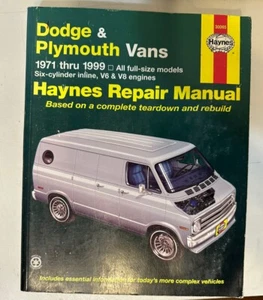 Dodge &
Plymouth Vans
Haynes
1971 thru 1999 □ All full-size models
Six-cylinder inline, V6 & V8 engines
Haynes Repair Manual
Based on a complete teardown and rebuild
Includes essential information for today's more complex vehicles